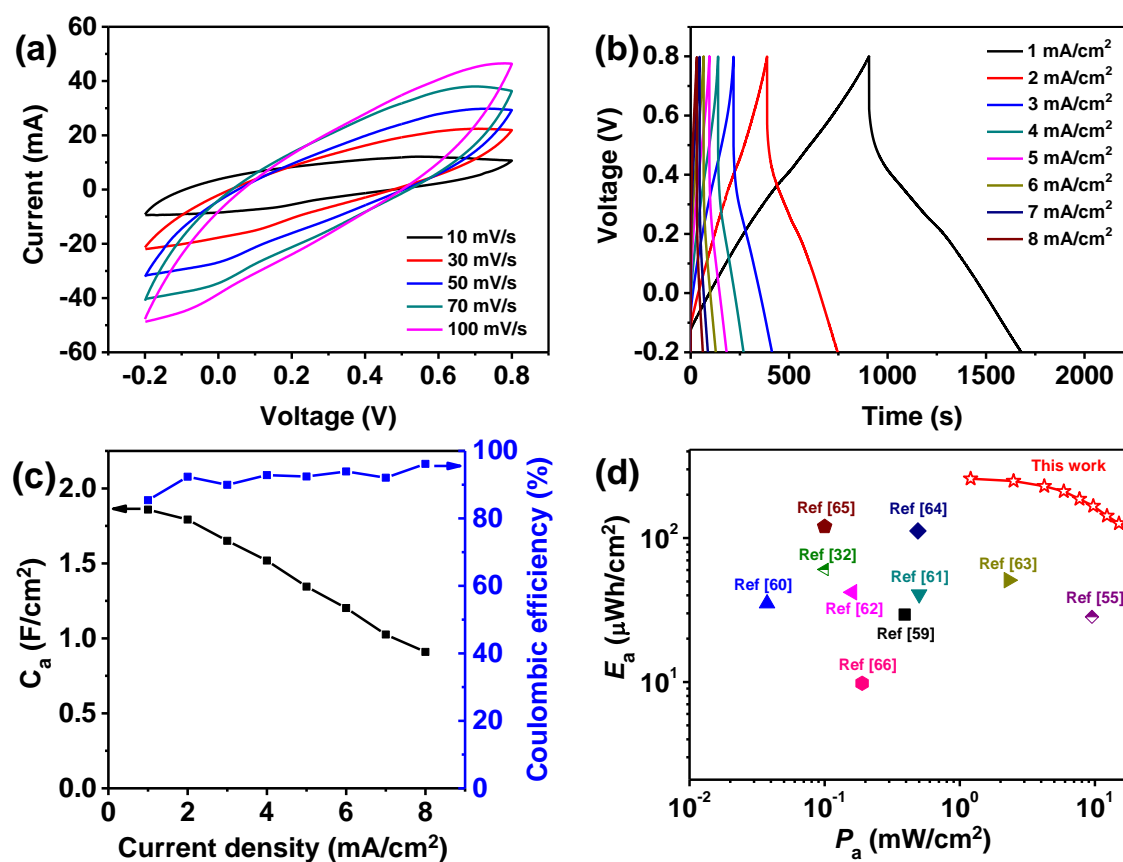 (a)
60
40
20
0
-20
-40
-60
Current (mA)
10 mV/s
30 mV/s
50 mV/s
70 mV/s
100 mV/s
-0.2 0.0 0.2 0.4 0.6 0.8
Voltage (V)
(b)
0.8
0.6
0.4
0.2
0.0
-0.2
Voltage (V)
1 mA/cm²
2 mA/cm²
3 mA/cm²
4 mA/cm²
5 mA/cm²
6 mA/cm²
7 mA/cm²
8 mA/cm²
0 500 1000 1500 2000
Time (s)
(c)
2.0
1.5
1.0
0.5
0.0
Cₐ (F/cm²)
100
80
60
40
20
0
Coulombic efficiency (%)
0 2 4 6 8
Current density (mA/cm²)
(d)
10²
10¹
Eₐ (μWh/cm²)
This work
Ref [65]
Ref [64]
Ref [32]
Ref [63]
Ref [60]
Ref [62]
Ref [61]
Ref [55]
Ref [59]
Ref [66]
10⁻² 10⁻¹ 10⁰ 10¹
Pₐ (mW/cm²)